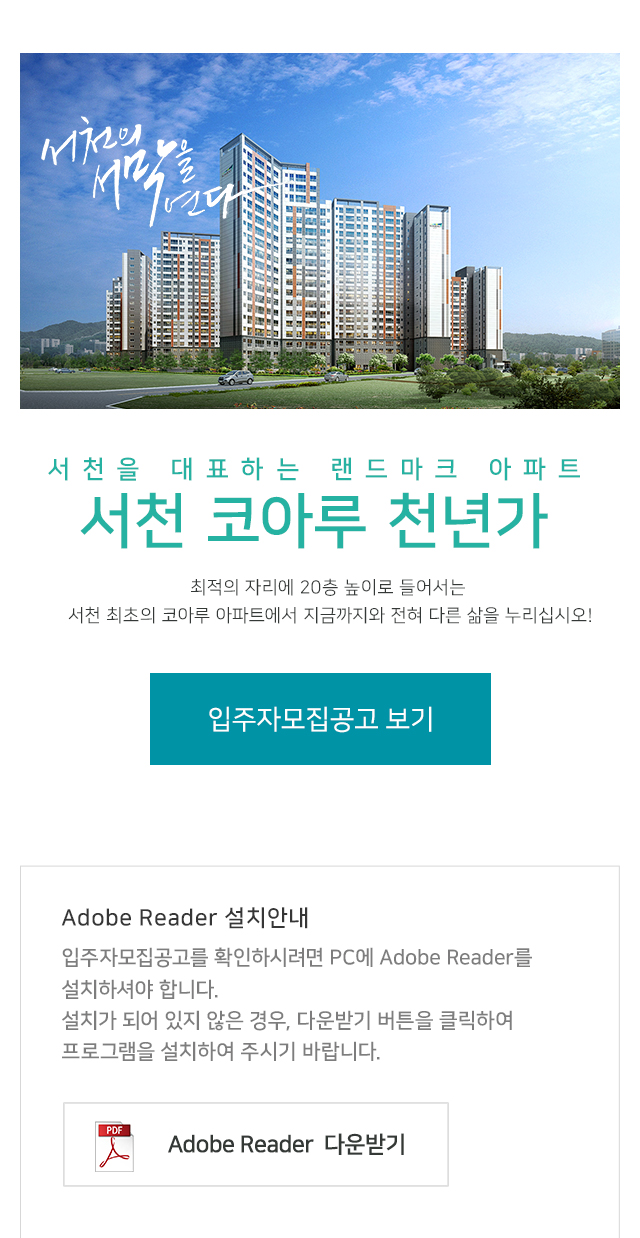 서천의
새막을
연다
서천을 대표하는 랜드마크 아파트
서천 코아루 천년가
최적의 자리에 20층 높이로 들어서는
서천 최초의 코아루 아파트에서 지금까지와 전혀 다른 삶을 누리십시오!
입주자모집공고 보기
Adobe Reader 설치안내
입주자모집공고를 확인하시려면 PC에 Adobe Reader를
설치하셔야 합니다.
설치가 되어 있지 않은 경우, 다운받기 버튼을 클릭하여
프로그램을 설치하여 주시기 바랍니다.
PDF
Adobe Reader 다운받기